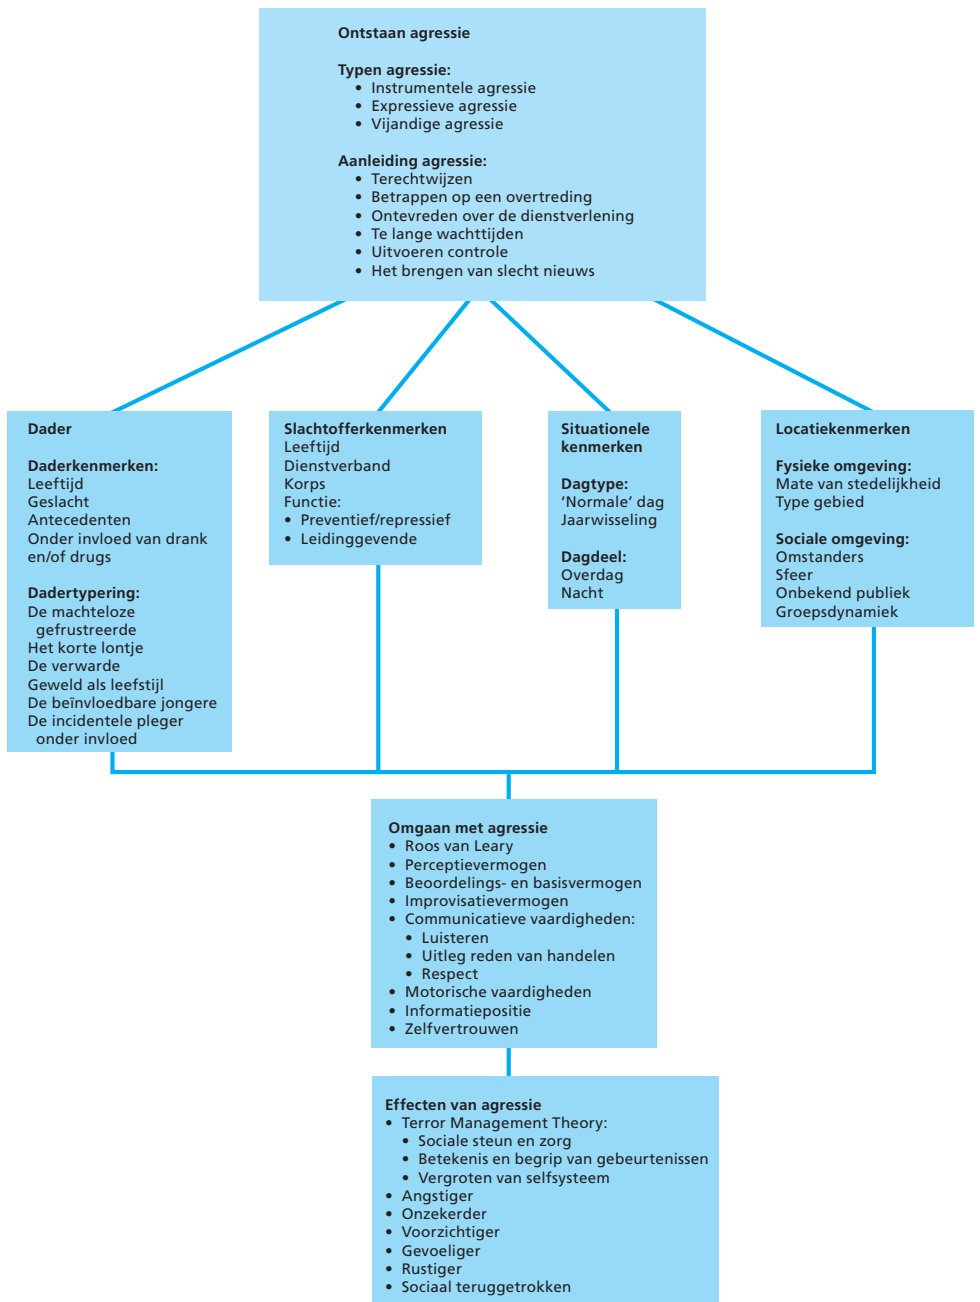 Ontstaan agressie
Typen agressie:
• Instrumentele agressie
• Expressieve agressie
• Vijandige agressie
Aanleiding agressie:
• Terechtwijzen
• Betrappen op een overtreding
• Ontevreden over de dienstverlening
• Te lange wachttijden
• Uitvoeren controle
• Het brengen van slecht nieuws
Dader
Daderkenmerken:
Leeftijd
Geslacht
Antecedenten
Onder invloed van drank
en/of drugs
Dadertypering:
De machteloze
gefrustreerde
Het korte lontje
De verwarde
Geweld als leefstijl
De beïnvloedbare jongere
De incidentele pleger
onder invloed
Slachtofferkenmerken
Leeftijd
Dienstverband
Korps
Functie:
• Preventief/repressief
• Leidinggevende
Situationele
kenmerken
Dagtype:
‘Normale’ dag
Jaarwisseling
Dagdeel:
Overdag
Nacht
Locatiekenmerken
Fysieke omgeving:
Mate van stedelijkheid
Type gebied
Sociale omgeving:
Omstanders
Sfeer
Onbekend publiek
Groepsdynamiek
Omgaan met agressie
• Roos van Leary
• Perceptievermogen
• Beoordelings- en basisvermogen
• Improvisatievermogen
• Communicatieve vaardigheden:
• Luisteren
• Uitleg reden van handelen
• Respect
• Motorische vaardigheden
• Informatiepositie
• Zelfvertrouwen
Effecten van agressie
• Terror Management Theory:
• Sociale steun en zorg
• Betekenis en begrip van gebeurtenissen
• Vergroten van selfsysteem
• Angstiger
• Onzekerder
• Voorzichtiger
• Gevoeliger
• Rustiger
• Sociaal teruggetrokken